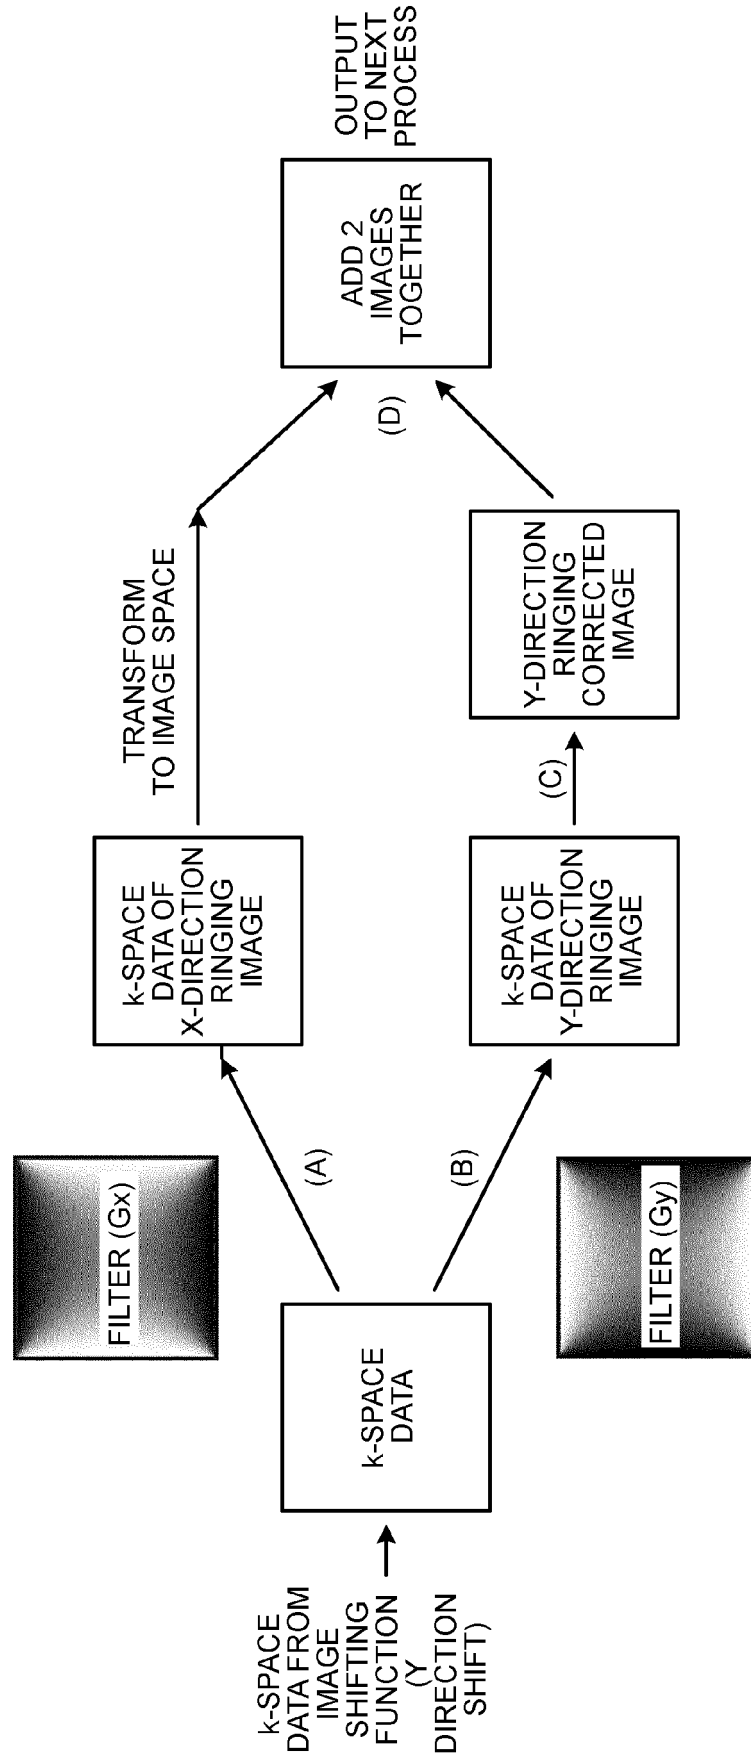 k-SPACE
DATA FROM
IMAGE
SHIFTING
FUNCTION
(Y
DIRECTION
SHIFT)
k-SPACE
DATA
FILTER (Gx)
(A)
(B)
FILTER (Gy)
k-SPACE
DATA OF
X-DIRECTION
RINGING
IMAGE
k-SPACE
DATA OF
Y-DIRECTION
RINGING
IMAGE
TRANSFORM
TO IMAGE SPACE
(C)
Y-DIRECTION
RINGING
CORRECTED
IMAGE
(D)
ADD 2
IMAGES
TOGETHER
OUTPUT
TO NEXT
PROCESS